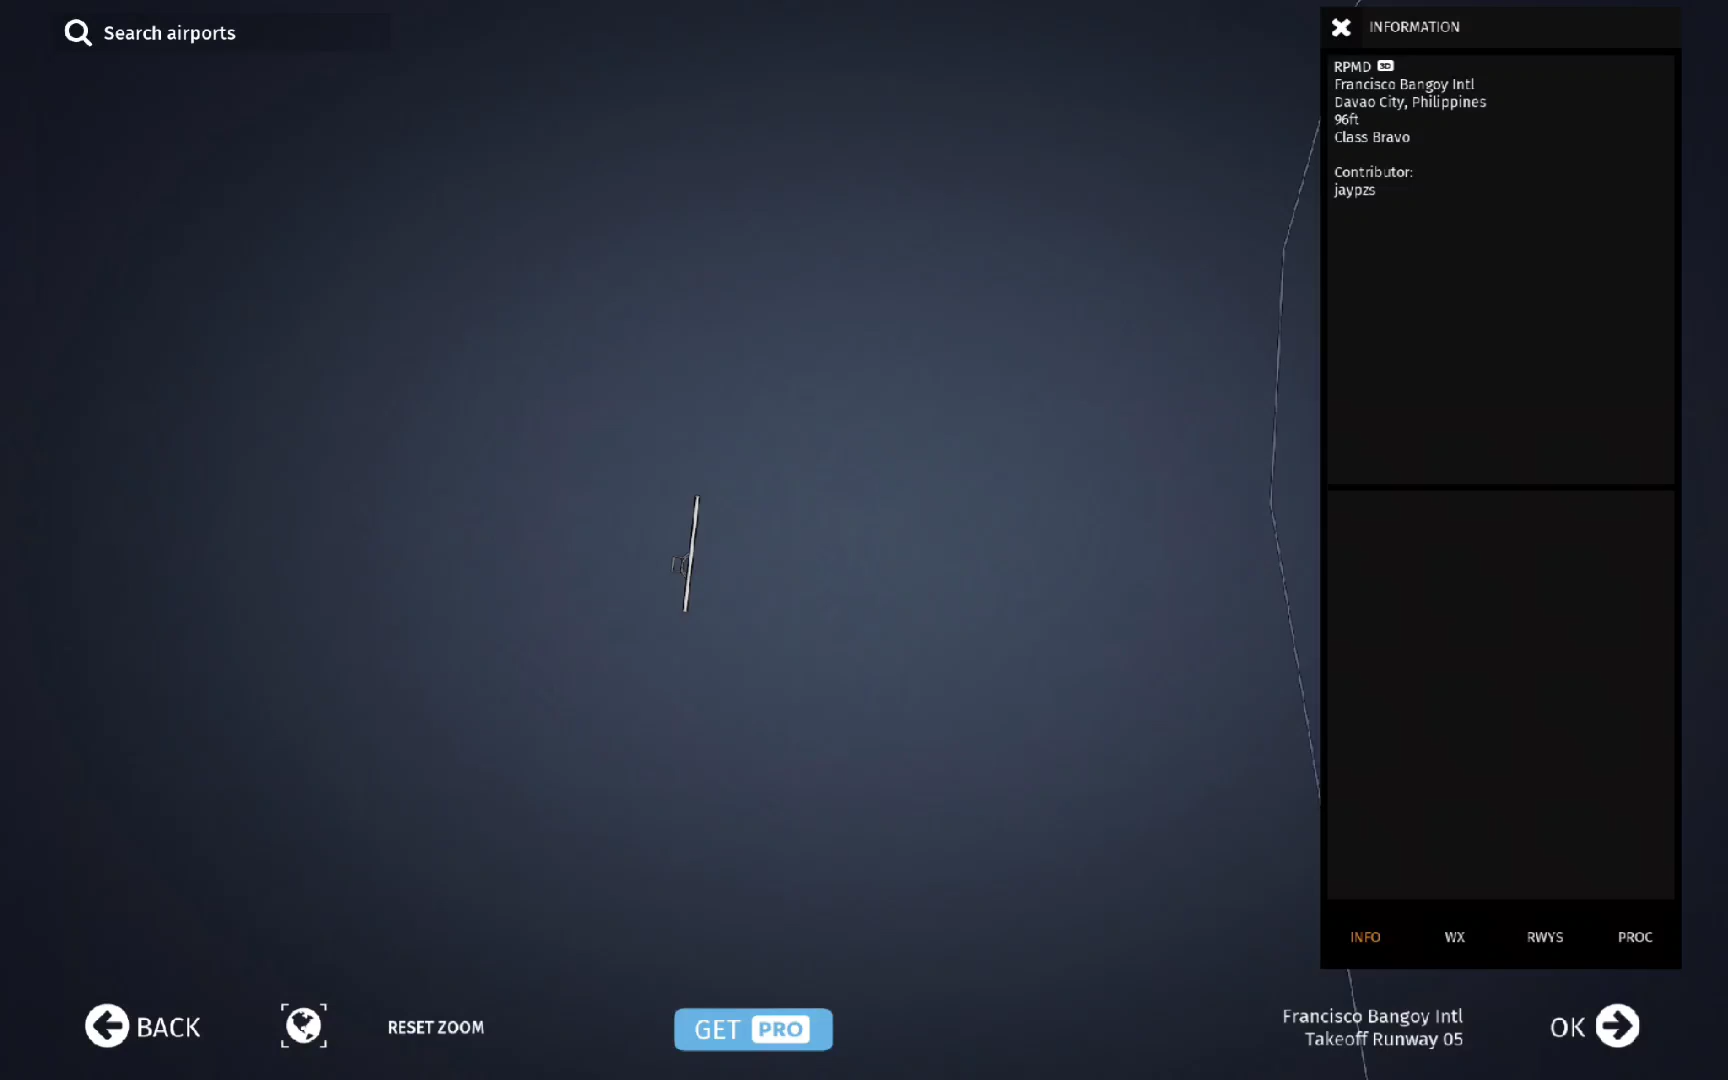 Search airports
INFORMATION
RPMD 3D
Francisco Bangoy Intl
Davao City, Philippines
96ft
Class Bravo
Contributor:
jaypzs
INFO
WX
RWYS
PROC
BACK
RESET ZOOM
GET PRO
Francisco Bangoy Intl
Takeoff Runway 05
OK